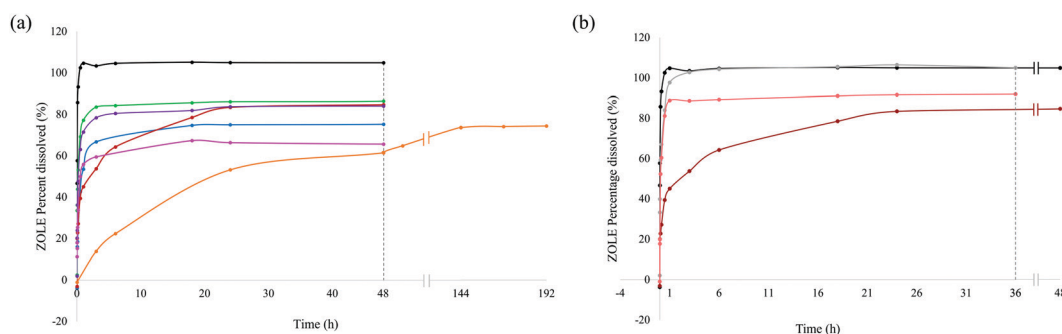 (a)
120
100
80
60
40
20
0
-20
ZOLE Percent dissolved (%)
0 10 20 30 40 48 144 192
Time (h)
(b)
120
100
80
60
40
20
0
-20
ZOLE Percentage dissolved (%)
-4 1 6 11 16 21 26 31 36 48
Time (h)